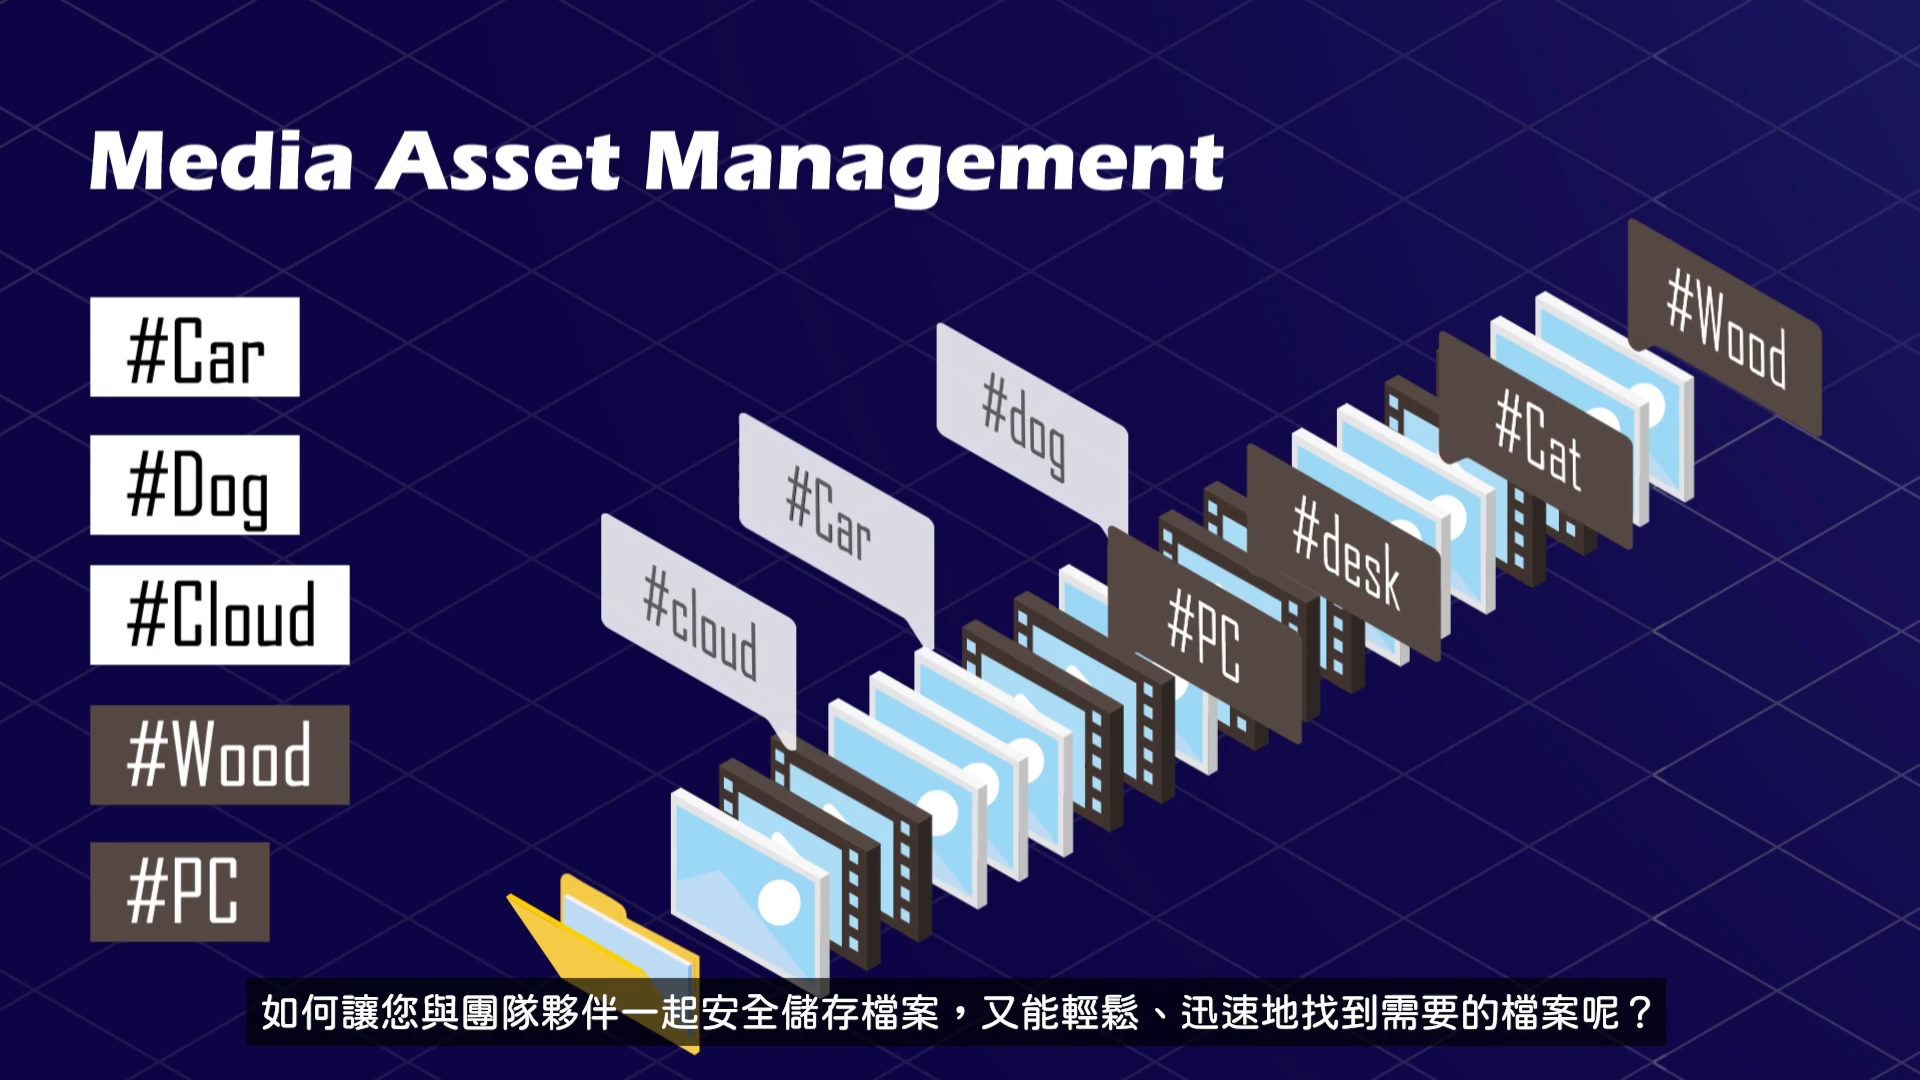 Media Asset Management
#Car
#Dog
#Cloud
#Wood
#PC
#cloud
#Car
#dog
#PC
#desk
#Cat
#Wood
如何讓您與團隊夥伴一起安全儲存檔案，又能輕鬆、迅速地找到需要的檔案呢？